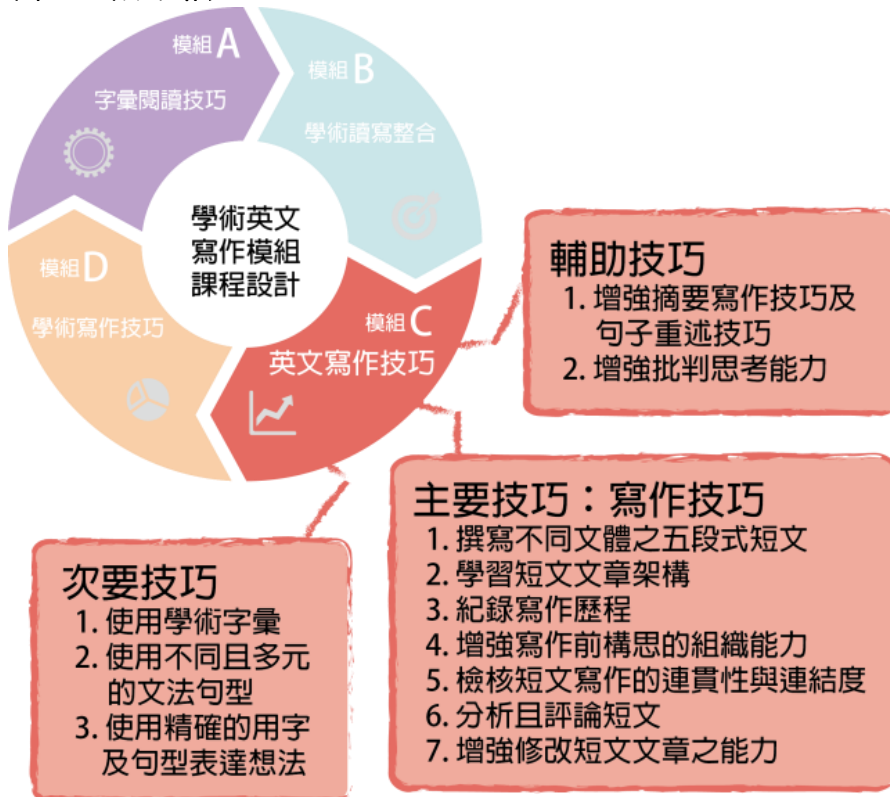 模組A
字彙閱讀技巧
模組B
學術讀寫整合
學術英文
寫作模組
課程設計
模組D
學術寫作技巧
模組C
英文寫作技巧
輔助技巧
1. 增強摘要寫作技巧及
句子重述技巧
2. 增強批判思考能力
主要技巧：寫作技巧
1. 撰寫不同文體之五段式短文
2. 學習短文文章架構
3. 紀錄寫作歷程
4. 增強寫作前構思的組織能力
5. 檢核短文寫作的連貫性與連結度
6. 分析且評論短文
7. 增強修改短文文章之能力
次要技巧
1. 使用學術字彙
2. 使用不同且多元
的文法句型
3. 使用精確的用字
及句型表達想法